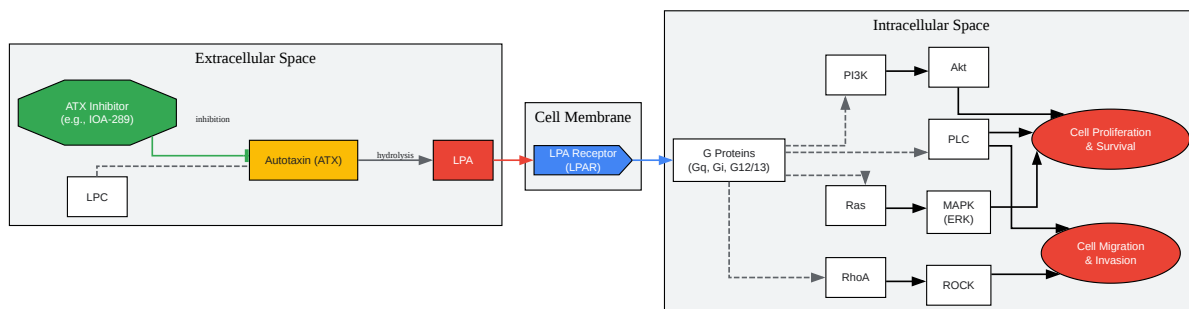 Extracellular Space
ATX Inhibitor
(e.g., IOA-289)
inhibition
LPC
Autotaxin (ATX)
hydrolysis
LPA
Cell Membrane
LPA Receptor
(LPAR)
Intracellular Space
G Proteins
(Gq, Gi, G12/13)
PI3K
Akt
PLC
Ras
MAPK
(ERK)
RhoA
ROCK
Cell Proliferation
& Survival
Cell Migration
& Invasion